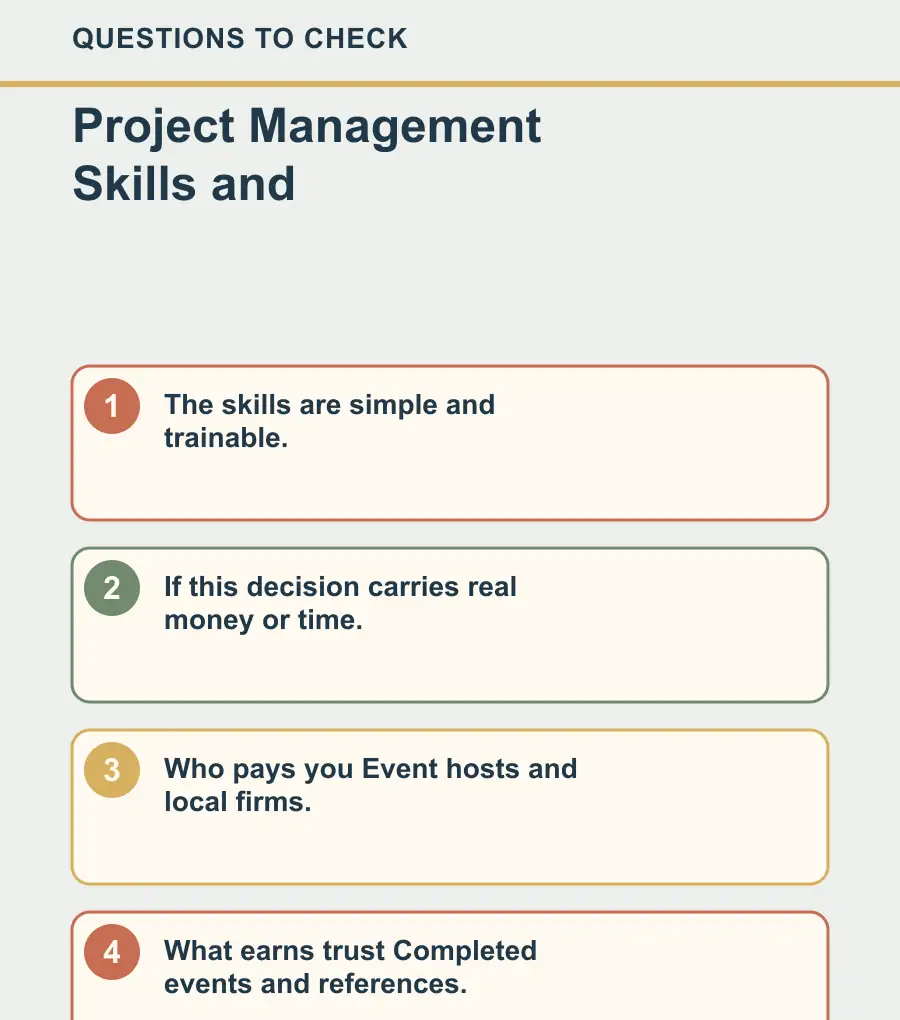 QUESTIONS TO CHECK
Project Management
Skills and
1
The skills are simple and
trainable.
2
If this decision carries real
money or time.
3
Who pays you Event hosts and
local firms.
4
What earns trust Completed
events and references.